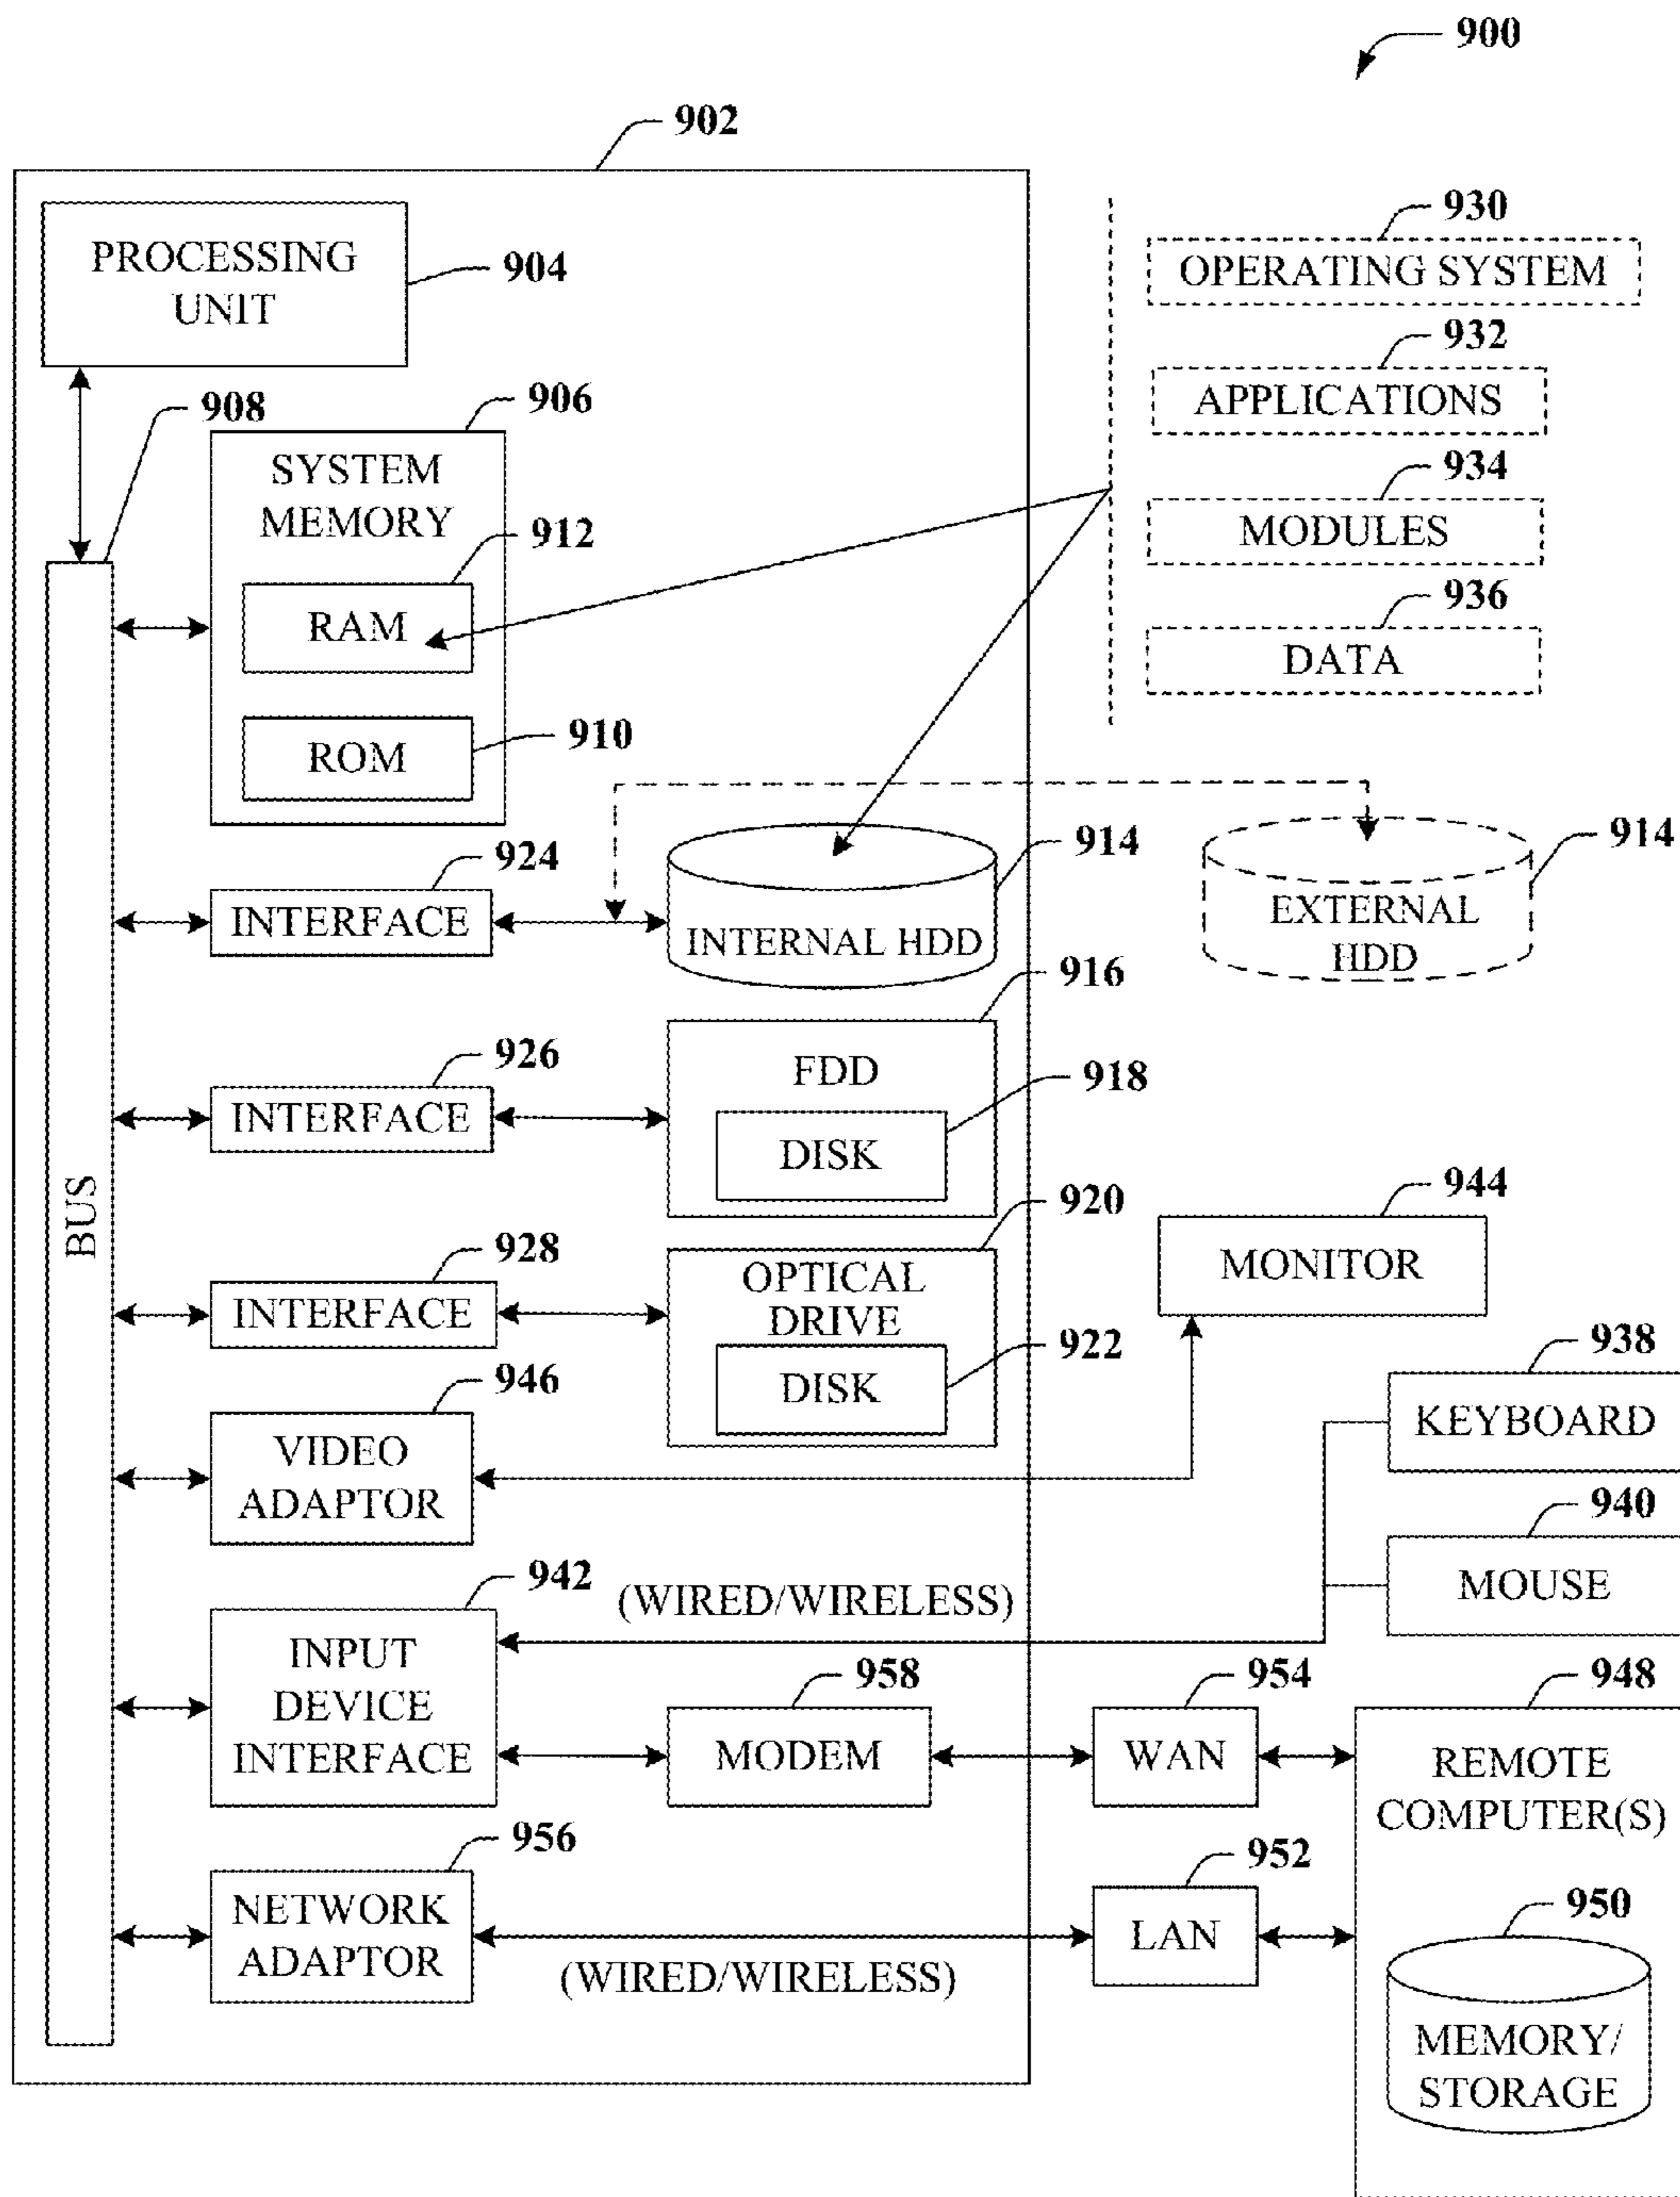 900
902
PROCESSING
UNIT
904
930
OPERATING SYSTEM
932
APPLICATIONS
934
MODULES
936
DATA
908
906
SYSTEM
MEMORY
912
RAM
910
ROM
BUS
924
INTERFACE
914
INTERNAL HDD
914
EXTERNAL
HDD
926
INTERFACE
916
FDD
918
DISK
928
INTERFACE
920
OPTICAL
DRIVE
922
DISK
944
MONITOR
946
VIDEO
ADAPTOR
938
KEYBOARD
940
MOUSE
942
INPUT
DEVICE
INTERFACE
(WIRED/WIRELESS)
958
MODEM
954
WAN
948
REMOTE
COMPUTER(S)
956
NETWORK
ADAPTOR
(WIRED/WIRELESS)
952
LAN
950
MEMORY/
STORAGE